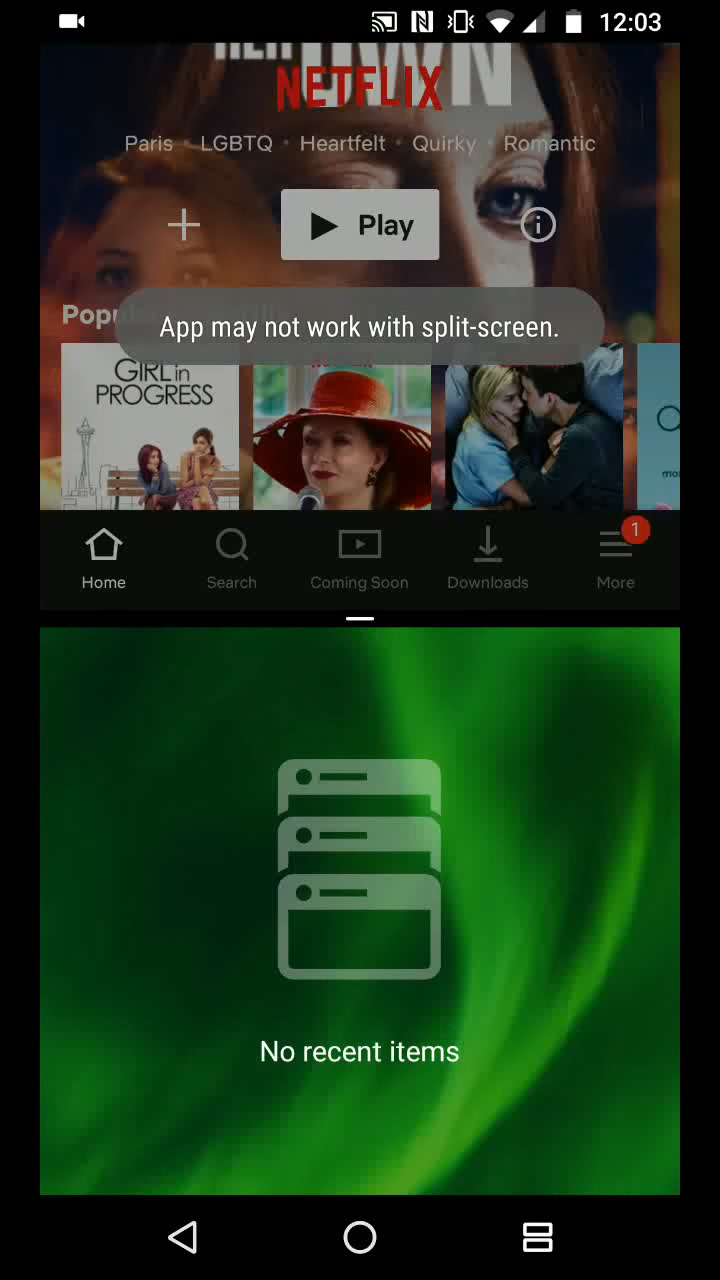 12:03
OWN
NETFLIX
Paris • LGBTQ • Heartfelt • Quirky • Romantic
Play
App may not work with split-screen.
GIRL in
PROGRESS
Home
Search
Coming Soon
Downloads
More
1
No recent items